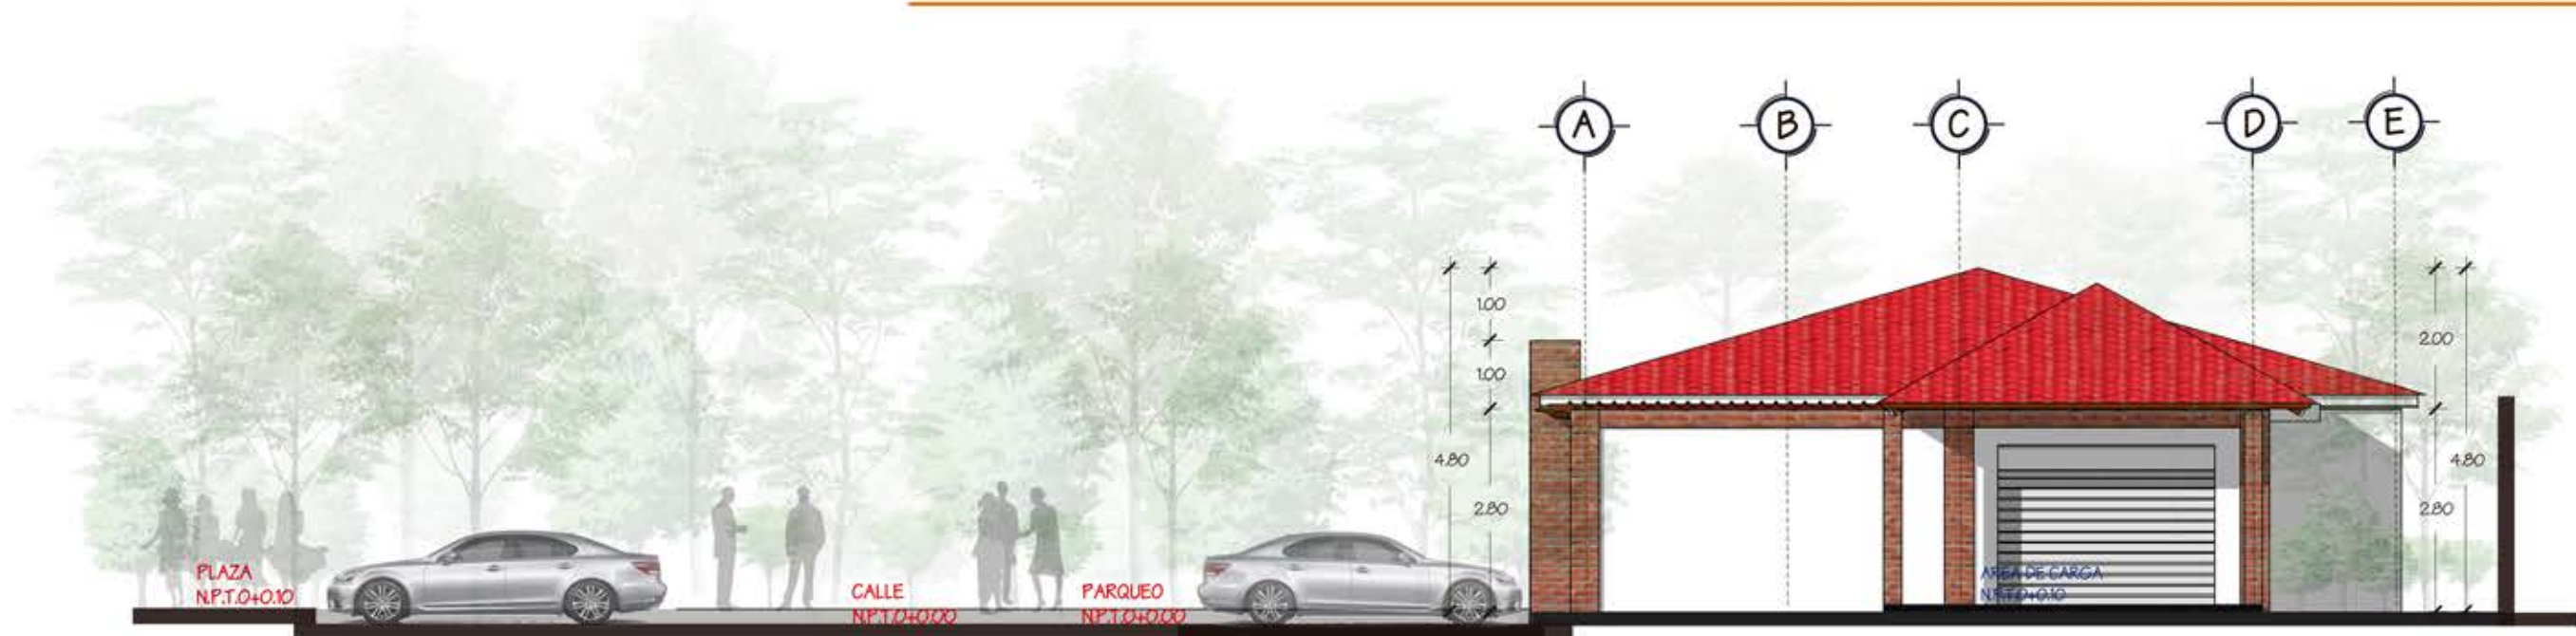 A B C D E
1.00
1.00
4.80
2.80
2.00
4.80
2.80
PLAZA
N.P.T.0+0.10
CALLE
N.P.T.0+0.00
PARQUEO
N.P.T.0+0.00
AREA DE CARGA
N.P.T.0+0.10